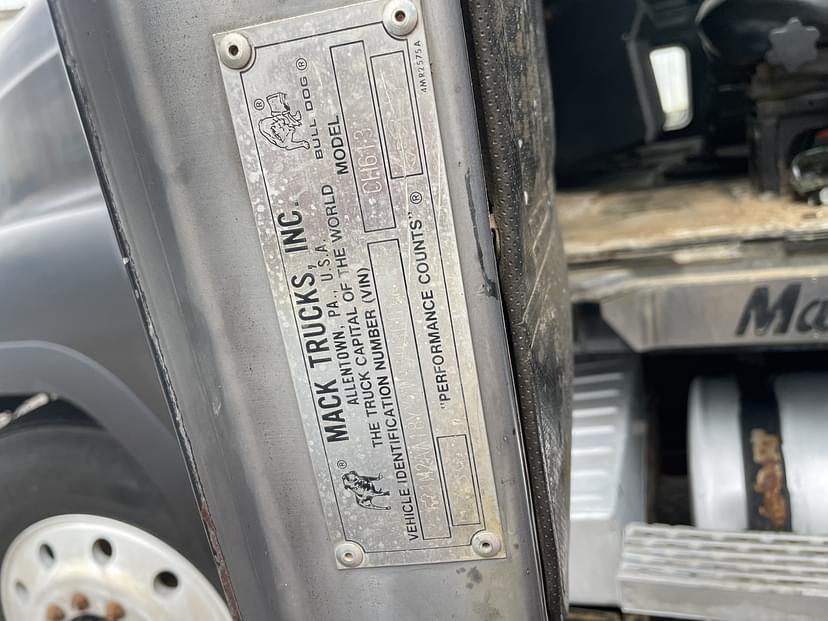 MACK TRUCKS, INC.
ALLENTOWN, PA., U.S.A.
THE TRUCK CAPITAL OF THE WORLD
VEHICLE IDENTIFICATION NUMBER (VIN)
BULL DOG ®
MODEL
CH613
"PERFORMANCE COUNTS" ®
4MR2575A
Ma